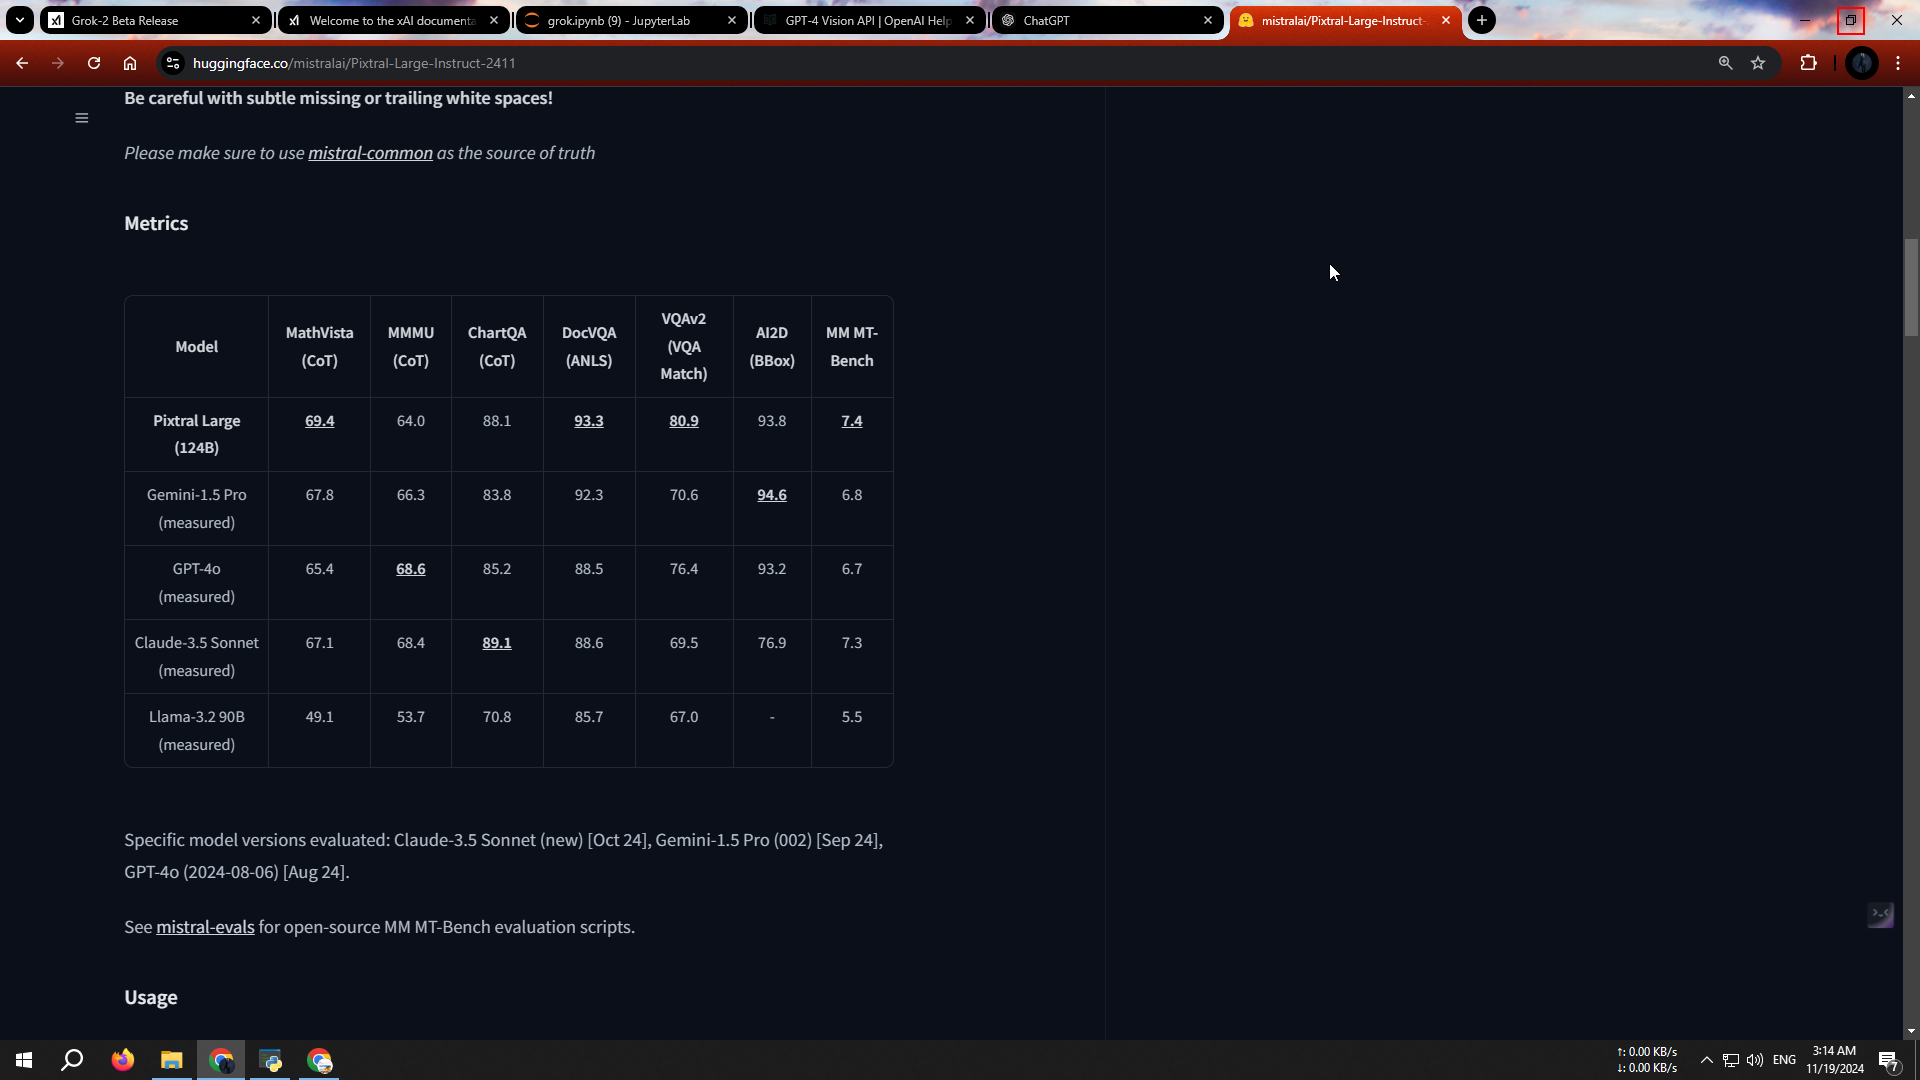 Grok-2 Beta Release
Welcome to the xAI documenta
grok.ipynb (9) - JupyterLab
GPT-4 Vision API | OpenAI Help
ChatGPT
mistralai/Pixtral-Large-Instruct-
huggingface.co/mistralai/Pixtral-Large-Instruct-2411
Be careful with subtle missing or trailing white spaces!
Please make sure to use mistral-common as the source of truth
Metrics
Model MathVista (CoT) MMMU (CoT) ChartQA (CoT) DocVQA (ANLS) VQAv2 (VQA Match) AI2D (BBox) MM MT-Bench
Pixtral Large (124B) 69.4 64.0 88.1 93.3 80.9 93.8 7.4
Gemini-1.5 Pro (measured) 67.8 66.3 83.8 92.3 70.6 94.6 6.8
GPT-4o (measured) 65.4 68.6 85.2 88.5 76.4 93.2 6.7
Claude-3.5 Sonnet (measured) 67.1 68.4 89.1 88.6 69.5 76.9 7.3
Llama-3.2 90B (measured) 49.1 53.7 70.8 85.7 67.0 - 5.5
Specific model versions evaluated: Claude-3.5 Sonnet (new) [Oct 24], Gemini-1.5 Pro (002) [Sep 24],
GPT-4o (2024-08-06) [Aug 24].
See mistral-evals for open-source MM MT-Bench evaluation scripts.
Usage
↑: 0.00 KB/s
↓: 0.00 KB/s
ENG
3:14 AM
11/19/2024
7